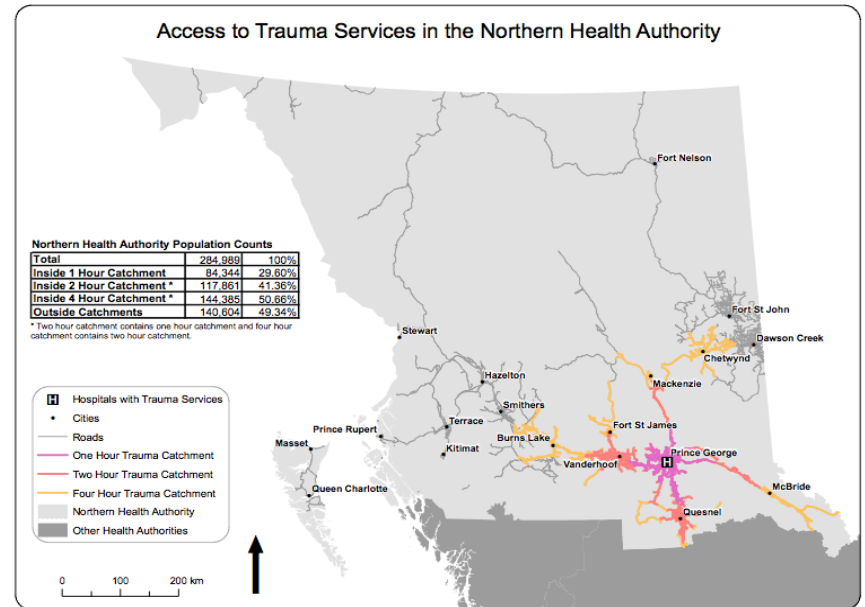 Access to Trauma Services in the Northern Health Authority
Fort Nelson
Northern Health Authority Population Counts
Total 284,989 100%
Inside 1 Hour Catchment 84,344 29.60%
Inside 2 Hour Catchment * 117,861 41.36%
Inside 4 Hour Catchment * 144,385 50.66%
Outside Catchments 140,604 49.34%
* Two hour catchment contains one hour catchment and four hour
catchment contains two hour catchment.
Fort St John
Stewart
Dawson Creek
Chetwynd
Hazelton
Mackenzie
Smithers
Terrace
Fort St James
Prince Rupert
Burns Lake
Masset
Kitimat
Prince George
Vanderhoof
Queen Charlotte
McBride
Quesnel
H
H Hospitals with Trauma Services
Cities
Roads
One Hour Trauma Catchment
Two Hour Trauma Catchment
Four Hour Trauma Catchment
Northern Health Authority
Other Health Authorities
0 100 200 km